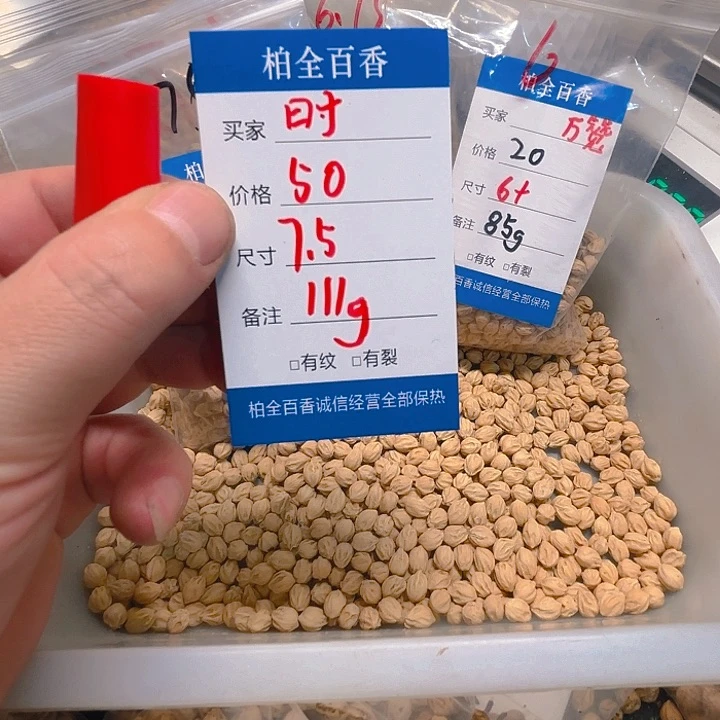 柏全百香
买家 时
价格 50
尺寸 7.5
备注 111g
□有纹 □有裂
柏全百香诚信经营全部保热
柏全百香
买家 万赞
价格 20
尺寸 6+
备注 85g
□有纹 □有裂
百香诚信经营全部保热
柏